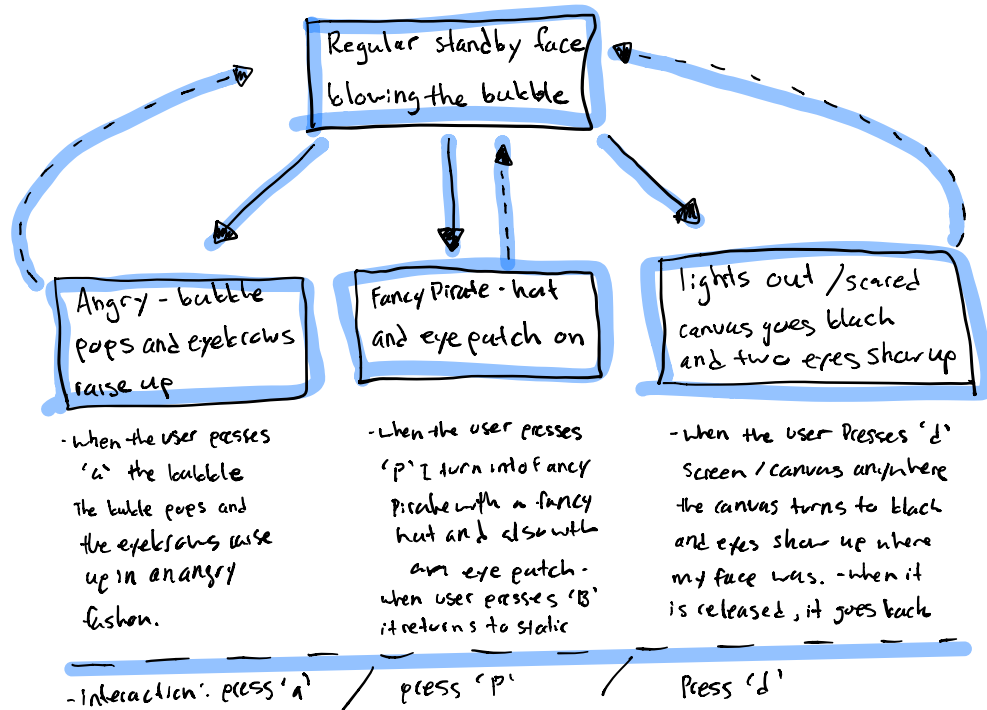 Regular standby face
blowing the bubble
Angry - bubble
pops and eyebrows
raise up
Fancy Pirate - hat
and eye patch on
lights out / scared
canvas goes black
and two eyes show up
- when the user presses
'a' the bubble
The buble pops and
the eyebrows raise
up in an angry
fashon.
- when the user presses
'p' I turn into fancy
Pirate with a fancy
hat and also with
an eye patch -
when user presses 'B'
it returns to static
- when the user Presses 'd'
Screen / canvas anywhere
the canvas turns to black
and eyes show up where
my face was. - when it
is released, it goes back
- interaction: press 'a' / press 'p' / Press 'd'